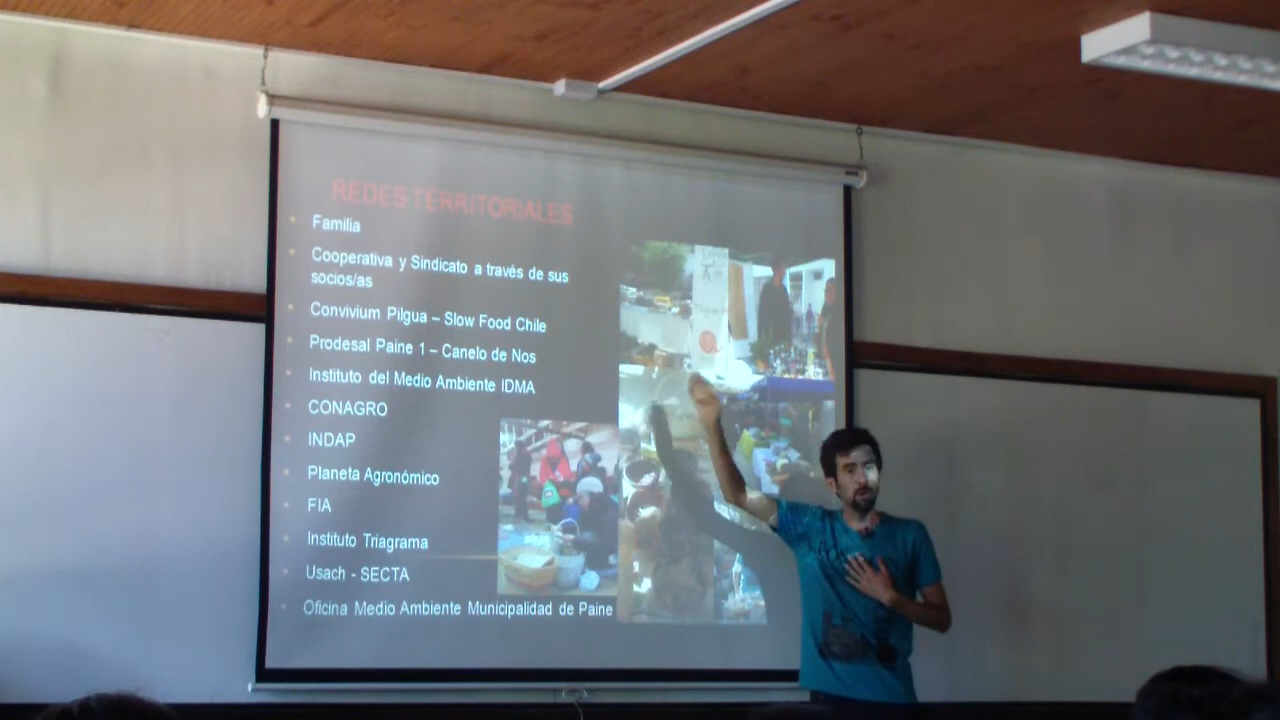 REDES TERRITORIALES
Familia
Cooperativa y Sindicato a través de sus
socios/as
Convivium Pilgua – Slow Food Chile
Prodesal Paine 1 – Canelo de Nos
Instituto del Medio Ambiente IDMA
CONAGRO
INDAP
Planeta Agronómico
FIA
Instituto Triagrama
Usach - SECTA
Oficina Medio Ambiente Municipalidad de Paine